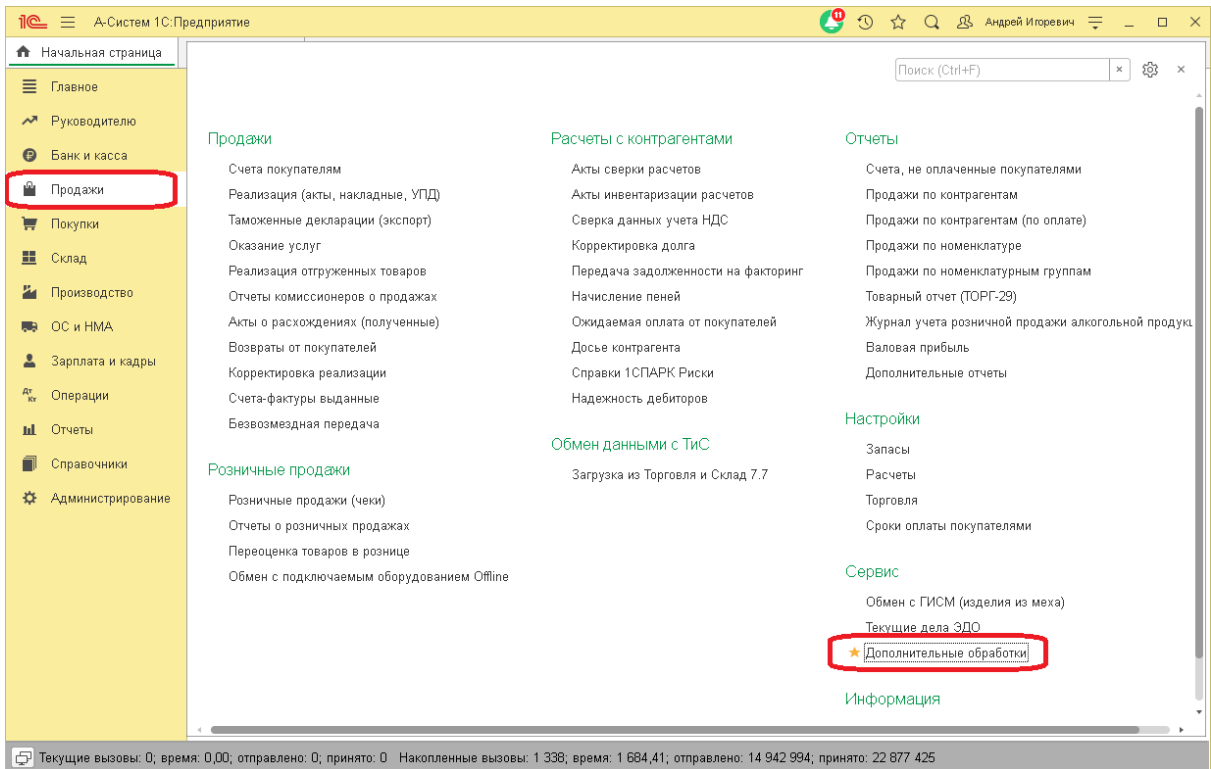 1С А-Систем 1С:Предприятие 11 Андрей Игоревич
Начальная страница
Поиск (Ctrl+F)
Главное
Руководителю
Банк и касса
Продажи
Покупки
Склад
Производство
ОС и НМА
Зарплата и кадры
Дт Кт Операции
Отчеты
Справочники
Администрирование
Продажи
Счета покупателям
Реализация (акты, накладные, УПД)
Таможенные декларации (экспорт)
Оказание услуг
Реализация отгруженных товаров
Отчеты комиссионеров о продажах
Акты о расхождениях (полученные)
Возвраты от покупателей
Корректировка реализации
Счета-фактуры выданные
Безвозмездная передача
Розничные продажи
Розничные продажи (чеки)
Отчеты о розничных продажах
Переоценка товаров в рознице
Обмен с подключаемым оборудованием Offline
Расчеты с контрагентами
Акты сверки расчетов
Акты инвентаризации расчетов
Сверка данных учета НДС
Корректировка долга
Передача задолженности на факторинг
Начисление пеней
Ожидаемая оплата от покупателей
Досье контрагента
Справки 1СПАРК Риски
Надежность дебиторов
Обмен данными с ТиС
Загрузка из Торговля и Склад 7.7
Отчеты
Счета, не оплаченные покупателями
Продажи по контрагентам
Продажи по контрагентам (по оплате)
Продажи по номенклатуре
Продажи по номенклатурным группам
Товарный отчет (ТОРГ-29)
Журнал учета розничной продажи алкогольной продукц
Валовая прибыль
Дополнительные отчеты
Настройки
Запасы
Расчеты
Торговля
Сроки оплаты покупателями
Сервис
Обмен с ГИСМ (изделия из меха)
Текущие дела ЭДО
Дополнительные обработки
Информация
Текущие вызовы: 0; время: 0,00; отправлено: 0; принято: 0 Накопленные вызовы: 1 338; время: 1 684,41; отправлено: 14 942 994; принято: 22 877 425